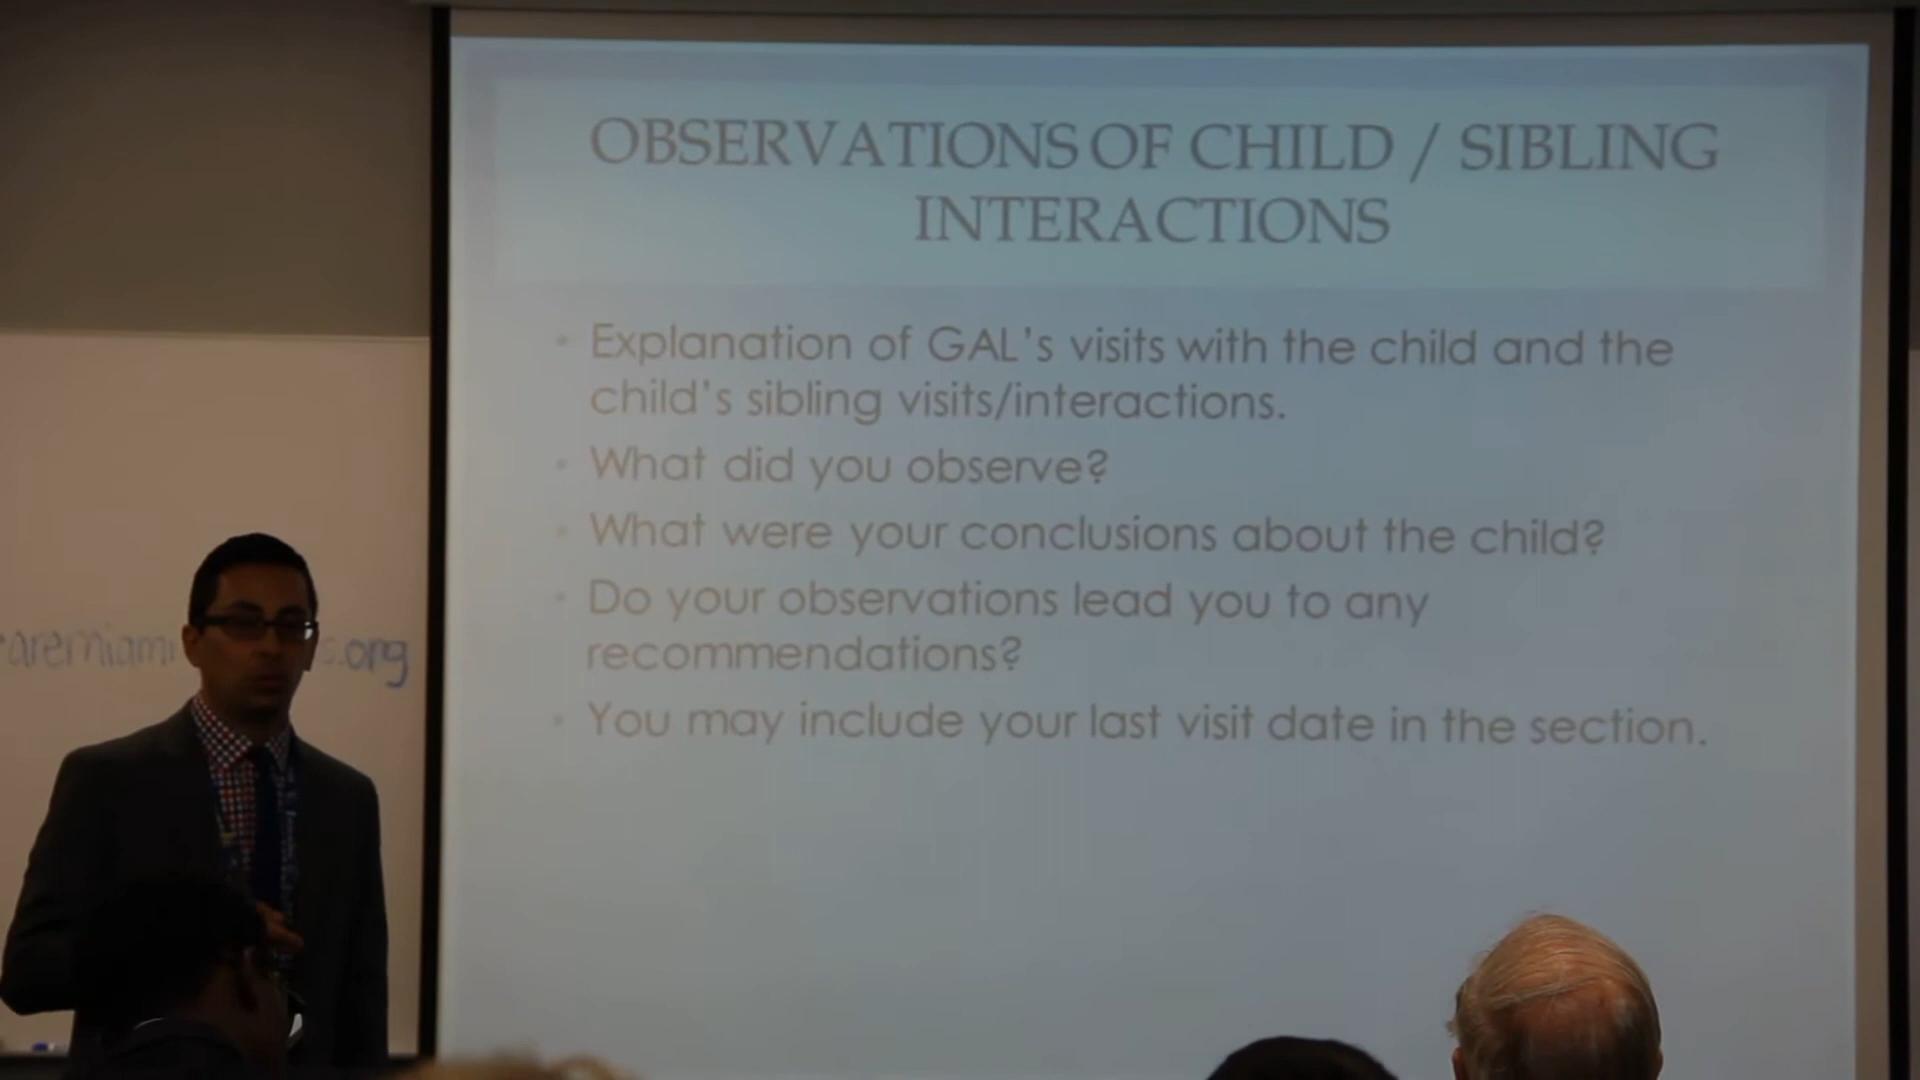 OBSERVATIONS OF CHILD / SIBLING
INTERACTIONS
• Explanation of GAL's visits with the child and the
child's sibling visits/interactions.
• What did you observe?
• What were your conclusions about the child?
• Do your observations lead you to any
recommendations?
• You may include your last visit date in the section.
.org